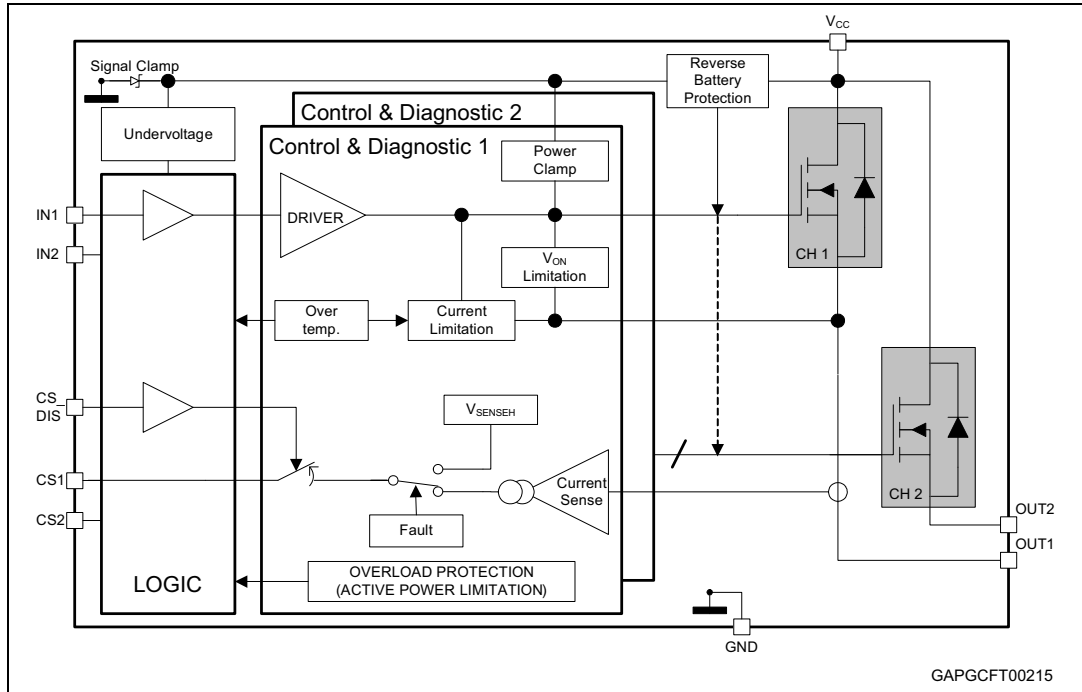 VCC
Signal Clamp
Reverse
Battery
Protection
Control & Diagnostic 2
Undervoltage
Control & Diagnostic 1
Power
Clamp
IN1
DRIVER
IN2
CH 1
VON
Limitation
Over
temp.
Current
Limitation
CS_
DIS
VSENSEH
CS1
Current
Sense
CH 2
CS2
Fault
OUT2
OUT1
LOGIC
OVERLOAD PROTECTION
(ACTIVE POWER LIMITATION)
GND
GAPGCFT00215